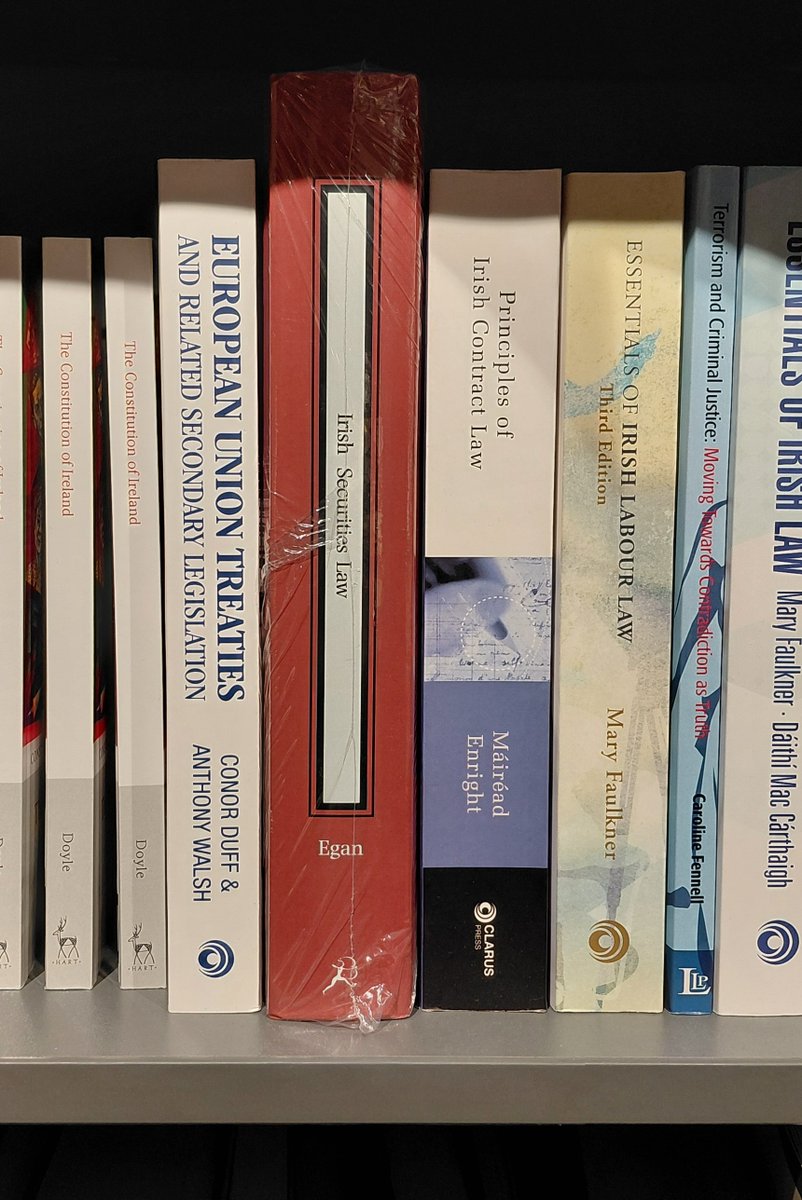 The Constitution of Ireland
Doyle
·HART·
The Constitution of Ireland
Doyle
·HART·
EUROPEAN UNION TREATIES
AND RELATED SECONDARY LEGISLATION
CONOR DUFF &
ANTHONY WALSH
Irish Securities Law
Egan
Principles of
Irish Contract Law
Máiréad
Enright
CLARUS
PRESS
ESSENTIALS OF IRISH LABOUR LAW
Third Edition
Mary Faulkner
Terrorism and Criminal Justice: Moving Towards Contradiction as Truth
Caroline Fennell
LLP
ESSENTIALS OF IRISH LAW Mary Faulkner · Dáithí Mac Cárthaigh